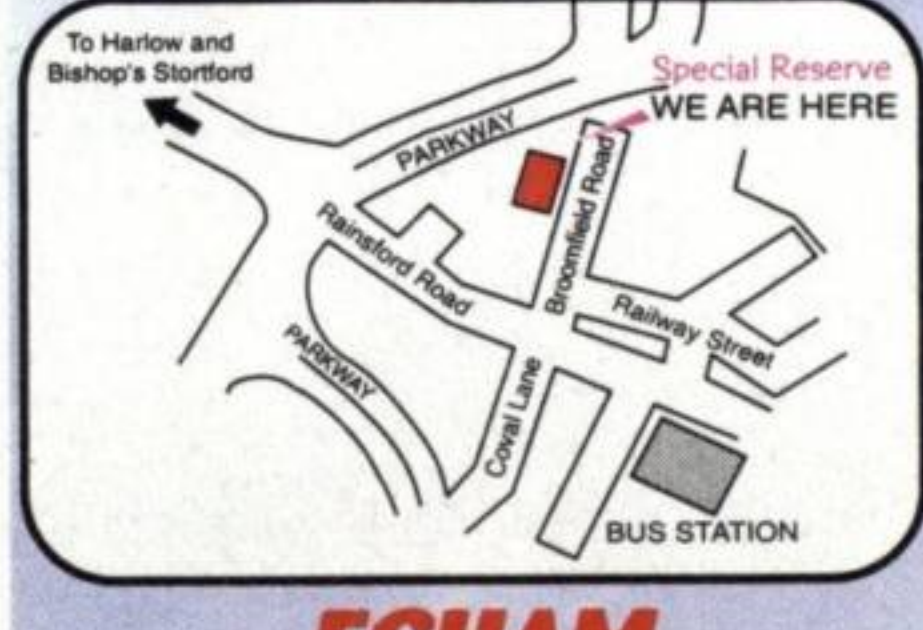 To Harlow and
Bishop's Stortford
Special Reserve
WE ARE HERE
PARKWAY
Broomfield Road
Rainsford Road
Railway Street
PARKWAY
Coval Lane
BUS STATION
EGHAM